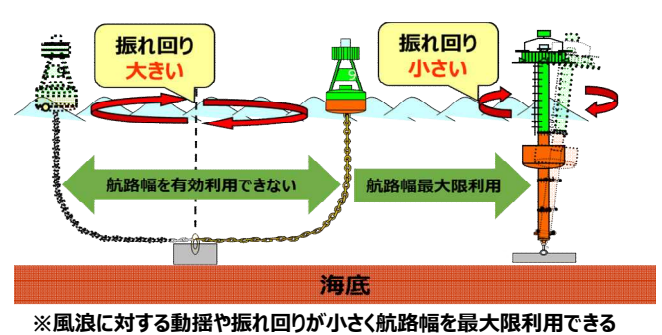 振れ回り
大きい
振れ回り
小さい
航路幅を有効利用できない
航路幅最大限利用
海底
※風浪に対する動揺や振れ回りが小さく航路幅を最大限利用できる